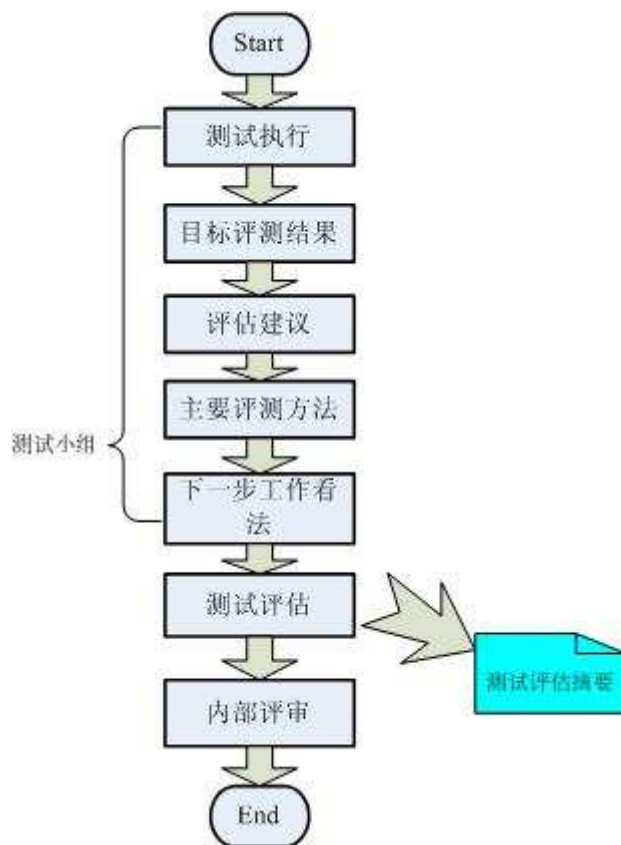 Start
测试执行
目标评测结果
评估建议
主要评测方法
测试小组
下一步工作看
法
测试评估
测试评估摘要
内部评审
End